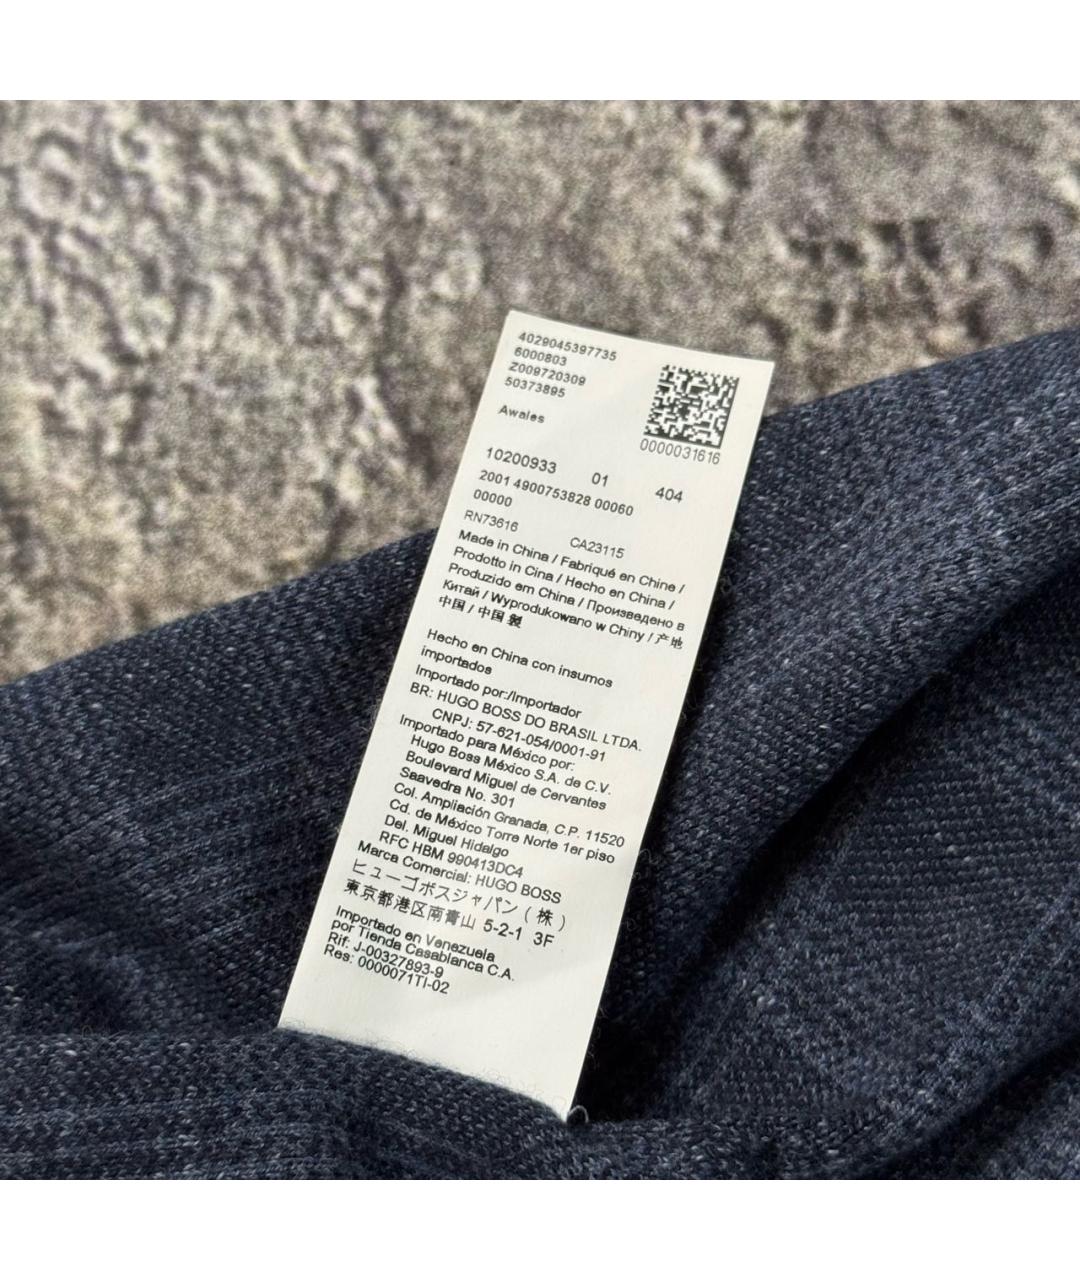 4029045397735
6000803
Z009720309
50373895
Awales
0000031616
10200933 01 404
2001 4900753828 00060
00000
RN73616 CA23115
Made in China / Fabriqué en Chine /
Prodotto in Cina / Hecho en China /
Produzido em China / Произведено в
Китай / Wyprodukowano w Chiny / 产地
中国 / 中国 製
Hecho en China con insumos
importados
Importado por:/Importador
BR: HUGO BOSS DO BRASIL LTDA.
CNPJ: 57-621-054/0001-91
Importado para México por:
Hugo Boss México S.A. de C.V.
Boulevard Miguel de Cervantes
Saavedra No. 301
Col. Ampliación Granada, C.P. 11520
Cd. de México Torre Norte 1er piso
Del. Miguel Hidalgo
RFC HBM 990413DC4
Marca Comercial: HUGO BOSS
ヒューゴボスジャパン ( 株 )
東京都港区南青山 5-2-1 3F
Importado en Venezuela
por Tienda Casablanca C.A.
Rif: J-00327893-9
Res: 0000071TI-02